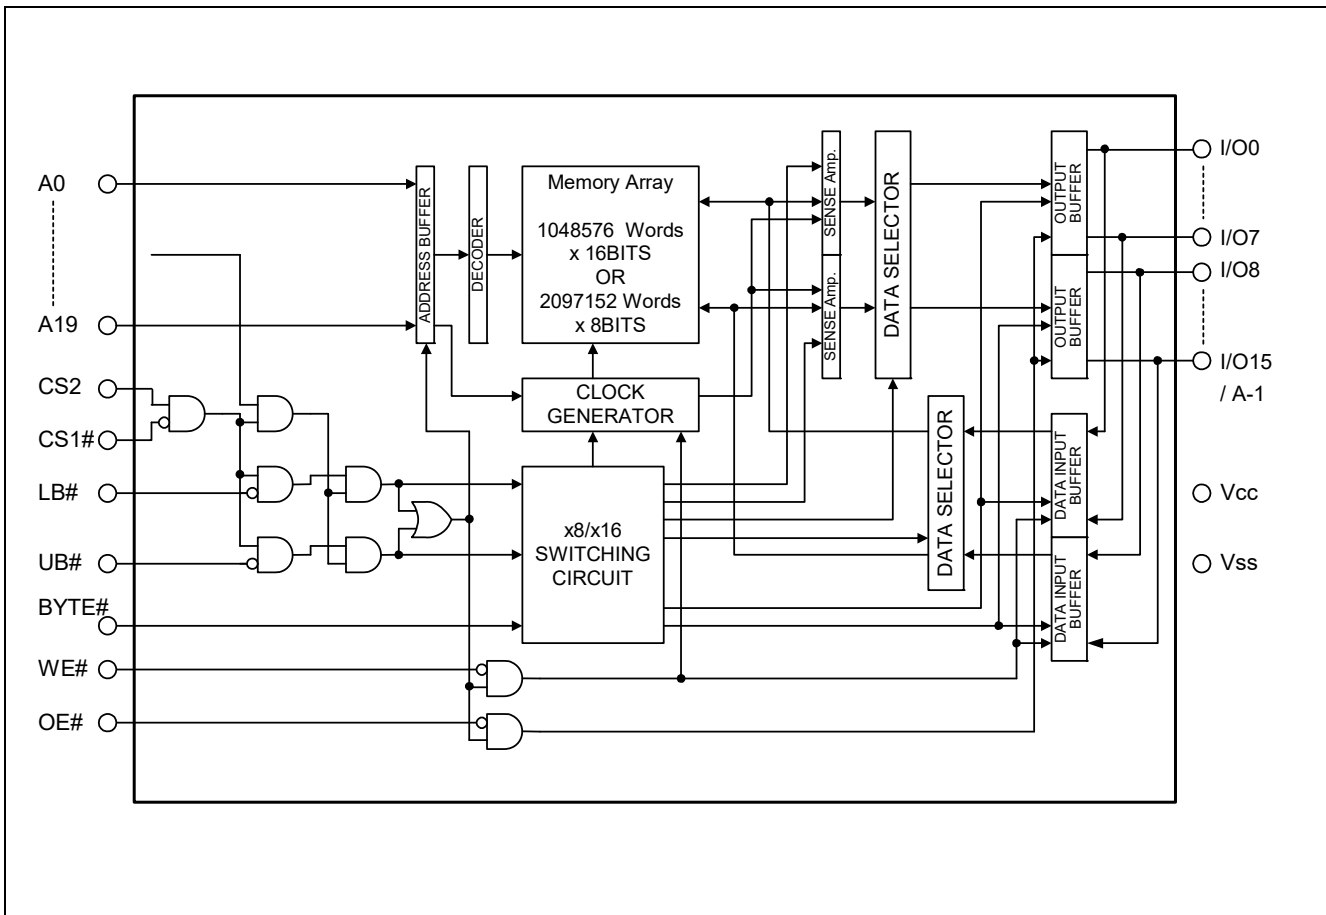 A0
A19
CS2
CS1#
LB#
UB#
BYTE#
WE#
OE#
ADDRESS BUFFER
DECODER
Memory Array
1048576 Words
x 16BITS
OR
2097152 Words
x 8BITS
CLOCK
GENERATOR
x8/x16
SWITCHING
CIRCUIT
SENSE Amp.
SENSE Amp.
DATA SELECTOR
DATA SELECTOR
OUTPUT
BUFFER
OUTPUT
BUFFER
DATA INPUT
BUFFER
DATA INPUT
BUFFER
I/O0
I/O7
I/O8
I/O15
/ A-1
Vcc
Vss